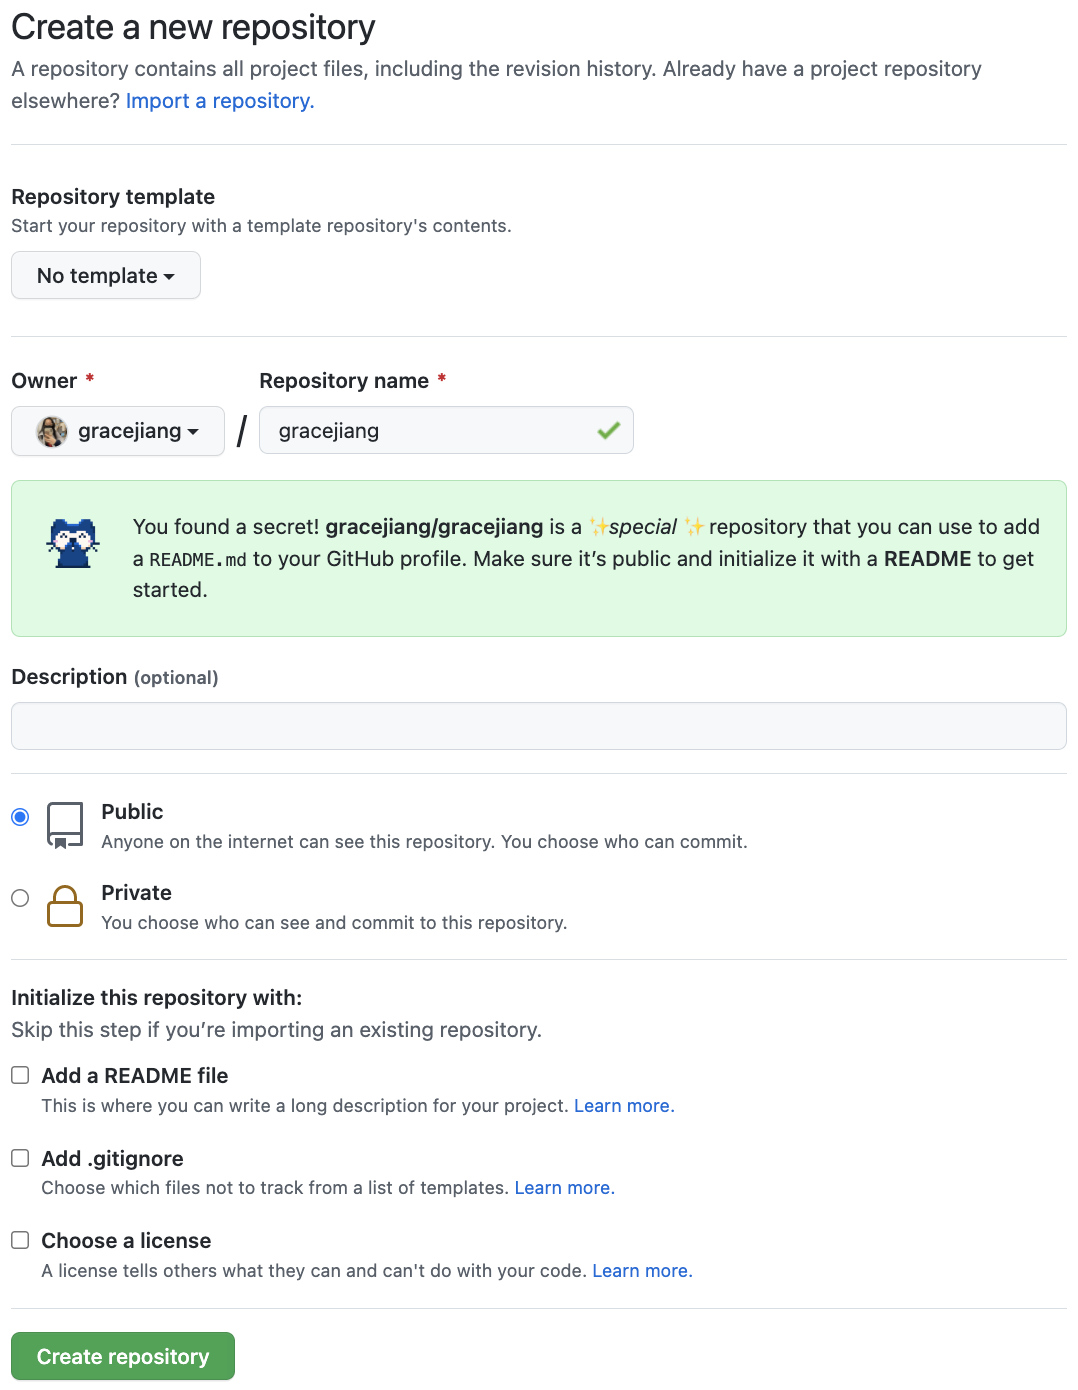 Create a new repository
A repository contains all project files, including the revision history. Already have a project repository
elsewhere? Import a repository.
Repository template
Start your repository with a template repository's contents.
No template
Owner * Repository name *
gracejiang / gracejiang
You found a secret! gracejiang/gracejiang is a ✨special ✨ repository that you can use to add
a README.md to your GitHub profile. Make sure it’s public and initialize it with a README to get
started.
Description (optional)
Public
Anyone on the internet can see this repository. You choose who can commit.
Private
You choose who can see and commit to this repository.
Initialize this repository with:
Skip this step if you’re importing an existing repository.
Add a README file
This is where you can write a long description for your project. Learn more.
Add .gitignore
Choose which files not to track from a list of templates. Learn more.
Choose a license
A license tells others what they can and can't do with your code. Learn more.
Create repository